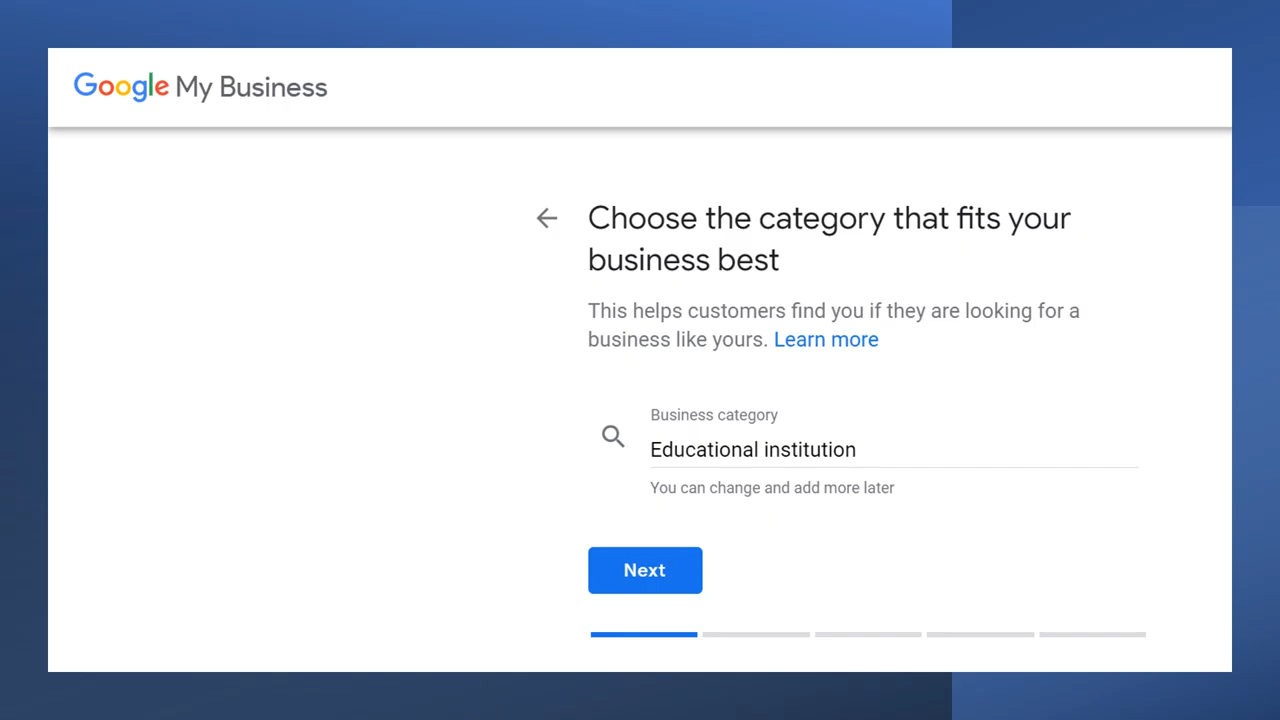 Google My Business
Choose the category that fits your
business best
This helps customers find you if they are looking for a
business like yours. Learn more
Business category
Educational institution
You can change and add more later
Next